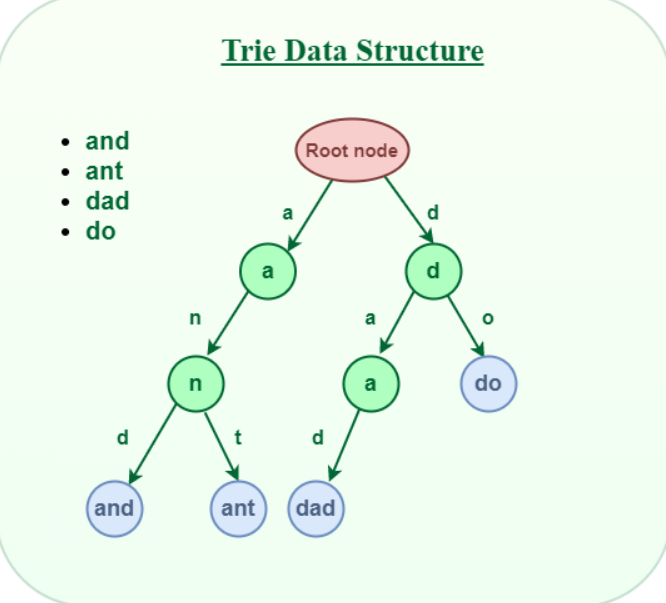 Trie Data Structure
• and
• ant
• dad
• do
Root node
a d
a d
n a o
n a do
d t d
and ant dad